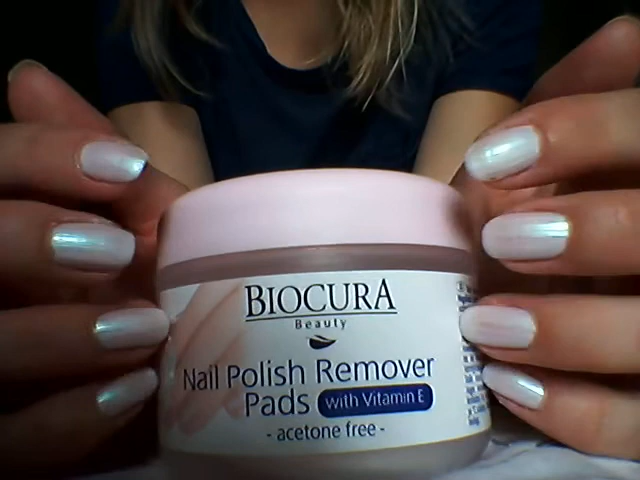 BIOCURA
Beauty
Nail Polish Remover
Pads with Vitamin E
- acetone free -